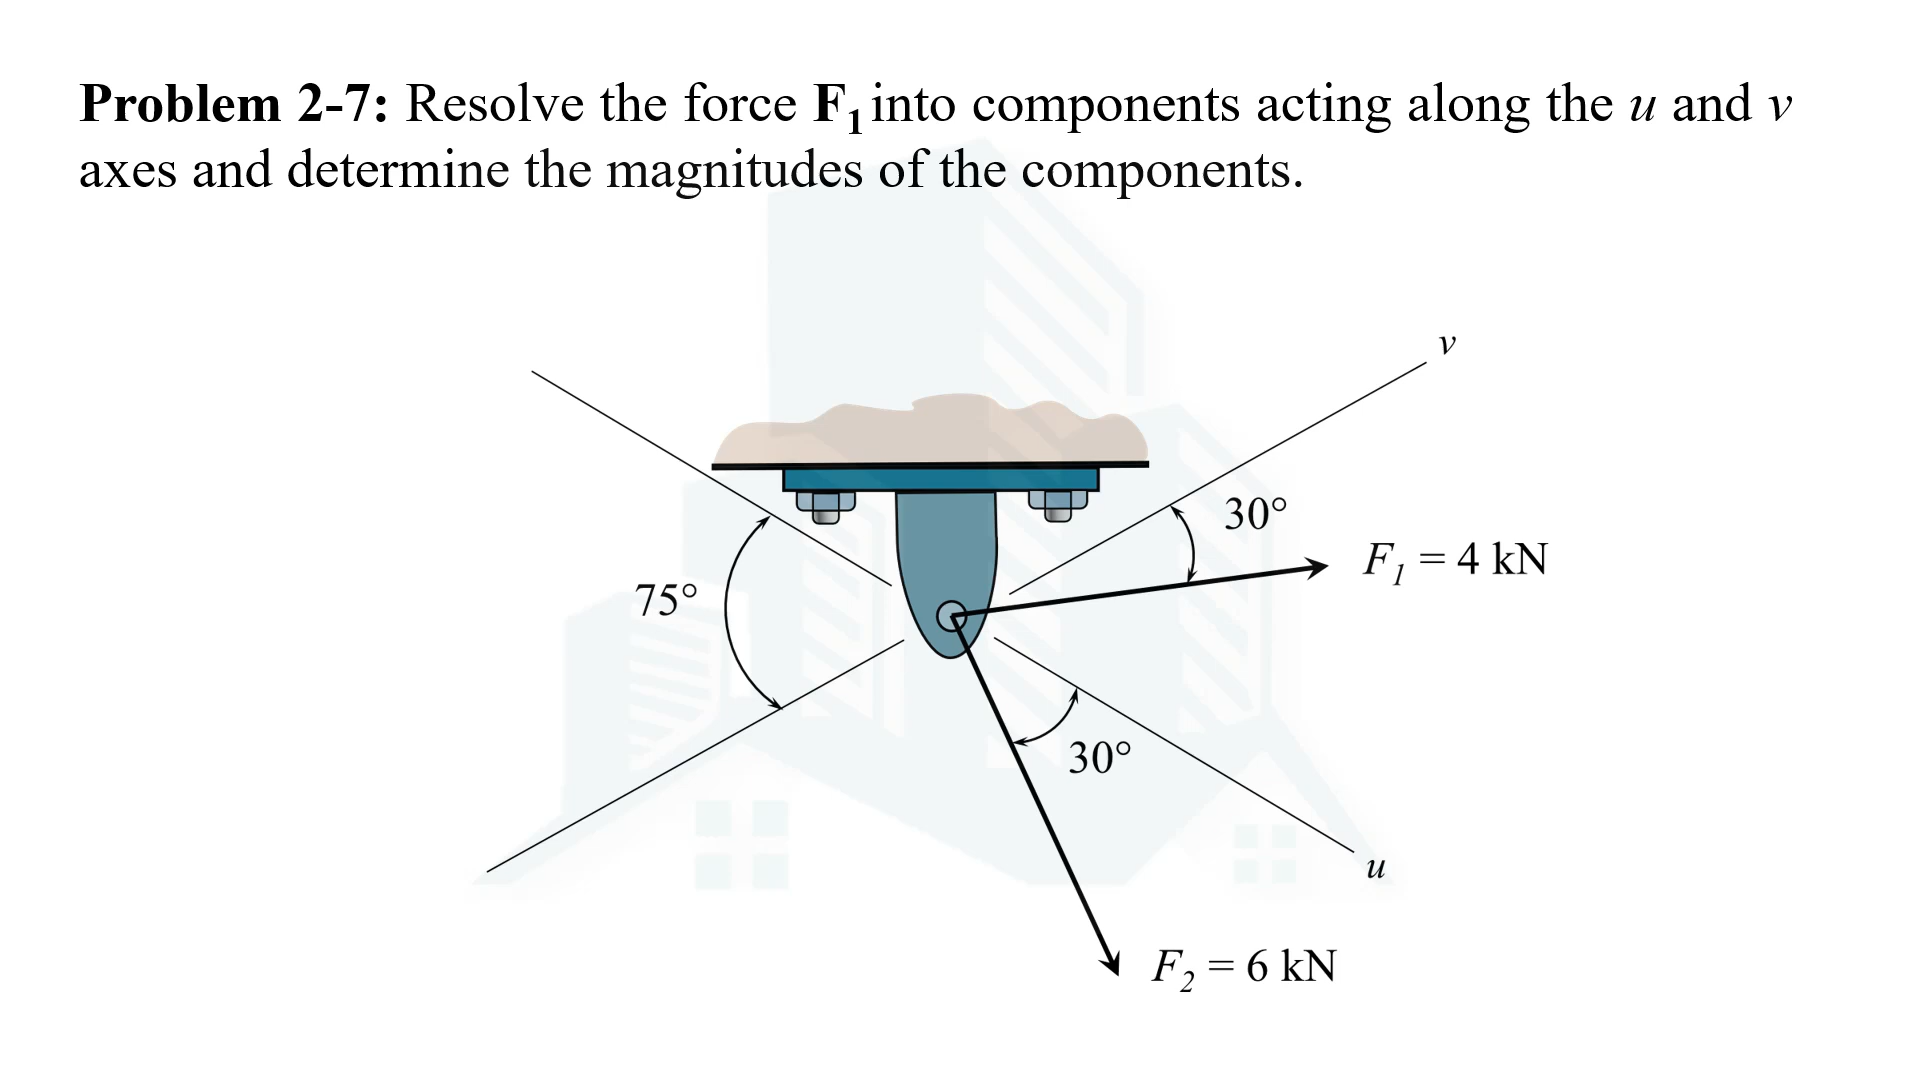 Problem 2-7: Resolve the force F₁ into components acting along the u and v
axes and determine the magnitudes of the components.
v
30°
F₁ = 4 kN
75°
30°
u
F₂ = 6 kN